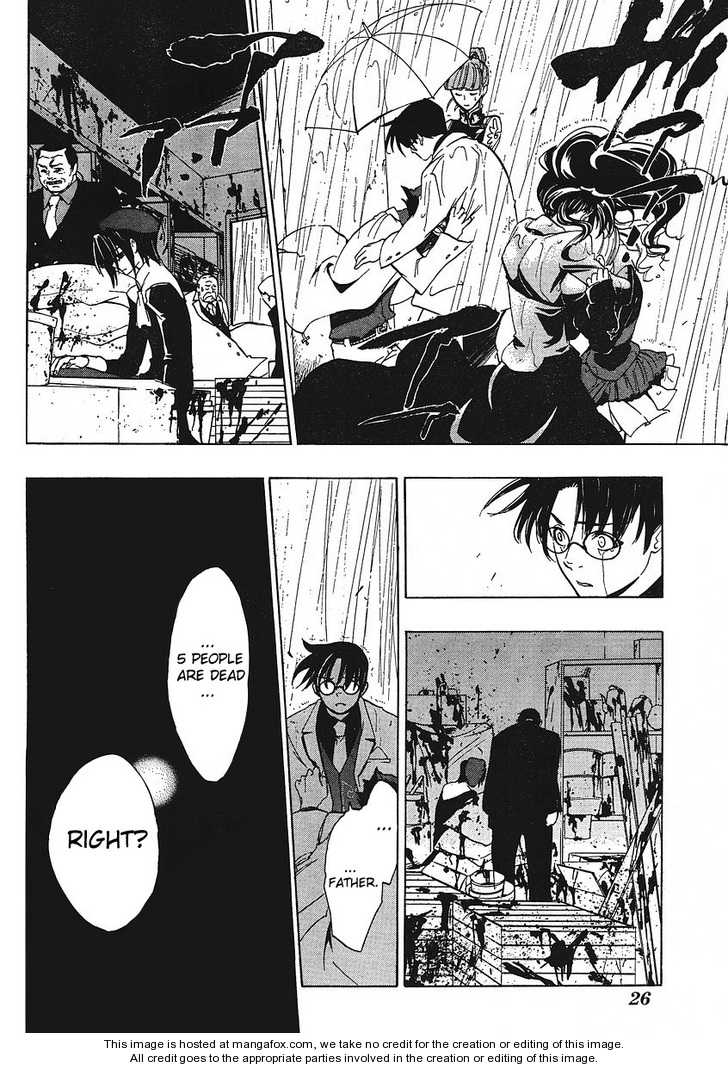 ...
...
FATHER.
...
5 PEOPLE
ARE DEAD
...
RIGHT?
26
This image is hosted at mangafox.com, we take no credit for the creation or editing of this image.
All credit goes to the appropriate parties involved in the creation or editing of this image.